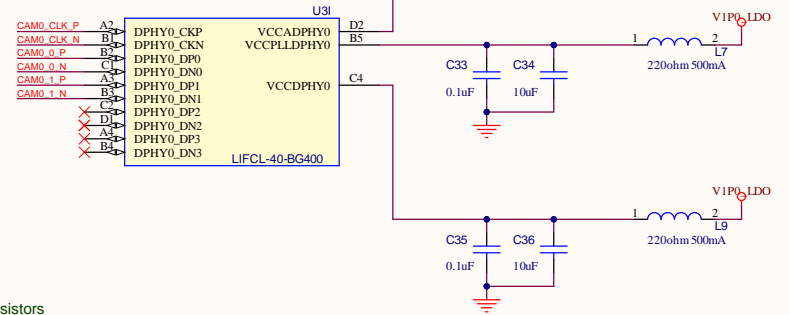 U3I
CAM0_CLK_P A2 DPHY0_CKP VCCADPHY0 D2
CAM0_CLK_N B1 DPHY0_CKN VCCPLLDPHY0 B5
CAM0_0_P B2 DPHY0_DP0
CAM0_0_N C1 DPHY0_DN0
CAM0_1_P A3 DPHY0_DP1 VCCDPHY0 C4
CAM0_1_N B3 DPHY0_DN1
C2 DPHY0_DP2
D1 DPHY0_DN2
A4 DPHY0_DP3
B4 DPHY0_DN3
LIFCL-40-BG400
V1P0_LDO
1 2
L7
220ohm 500mA
C33 C34
0.1uF 10uF
V1P0_LDO
1 2
L9
220ohm 500mA
C35 C36
0.1uF 10uF
sistors